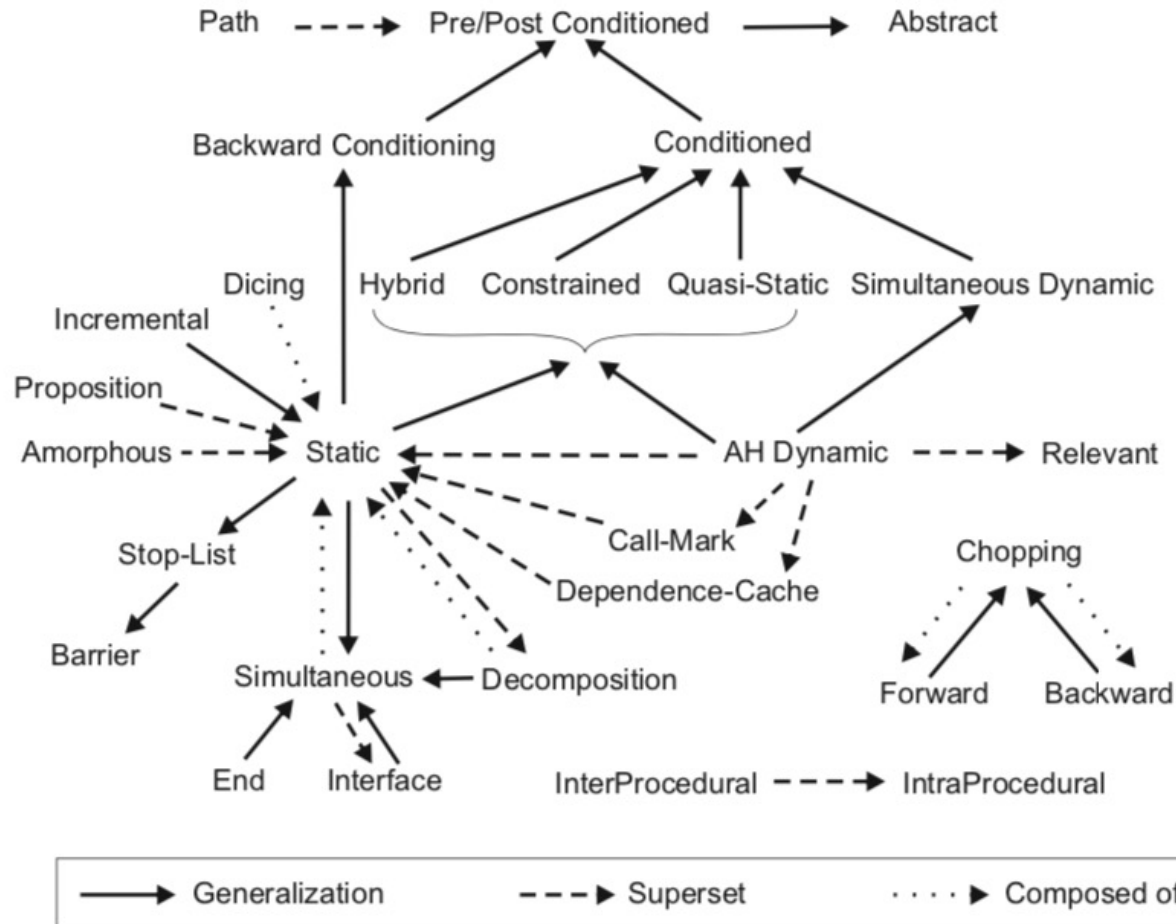 Path
Pre/Post Conditioned
Abstract
Backward Conditioning
Conditioned
Dicing
Hybrid
Constrained
Quasi-Static
Simultaneous Dynamic
Incremental
Proposition
Amorphous
Static
AH Dynamic
Relevant
Stop-List
Call-Mark
Chopping
Dependence-Cache
Barrier
Simultaneous
Decomposition
Forward
Backward
End
Interface
InterProcedural
IntraProcedural
Generalization
Superset
Composed of